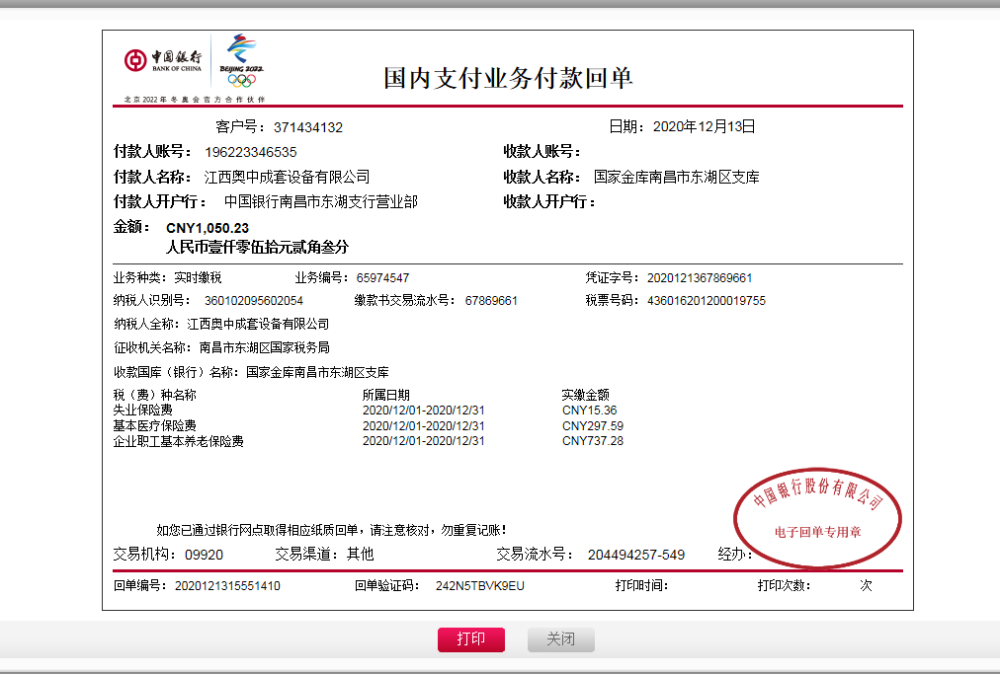 中国银行
BANK OF CHINA
BEIJING 2022
北京2022年冬奥会官方合作伙伴
国内支付业务付款回单
客户号：371434132 日期：2020年12月13日
付款人账号：196223346535 收款人账号：
付款人名称：江西奥中成套设备有限公司 收款人名称：国家金库南昌市东湖区支库
付款人开户行：中国银行南昌市东湖支行营业部 收款人开户行：
金额：CNY1,050.23
人民币壹仟零伍拾元贰角叁分
业务种类：实时缴税 业务编号：65974547 凭证字号：2020121367869661
纳税人识别号：360102095602054 缴款书交易流水号：67869661 税票号码：436016201200019755
纳税人全称：江西奥中成套设备有限公司
征收机关名称：南昌市东湖区国家税务局
收款国库（银行）名称：国家金库南昌市东湖区支库
税（费）种名称 所属日期 实缴金额
失业保险费 2020/12/01-2020/12/31 CNY15.36
基本医疗保险费 2020/12/01-2020/12/31 CNY297.59
企业职工基本养老保险费 2020/12/01-2020/12/31 CNY737.28
中国银行股份有限公司
电子回单专用章
如您已通过银行网点取得相应纸质回单，请注意核对，勿重复记账！
交易机构：09920 交易渠道：其他 交易流水号：204494257-549 经办：
回单编号：2020121315551410 回单验证码：242N5TBVK9EU 打印时间： 打印次数： 次
打印 关闭